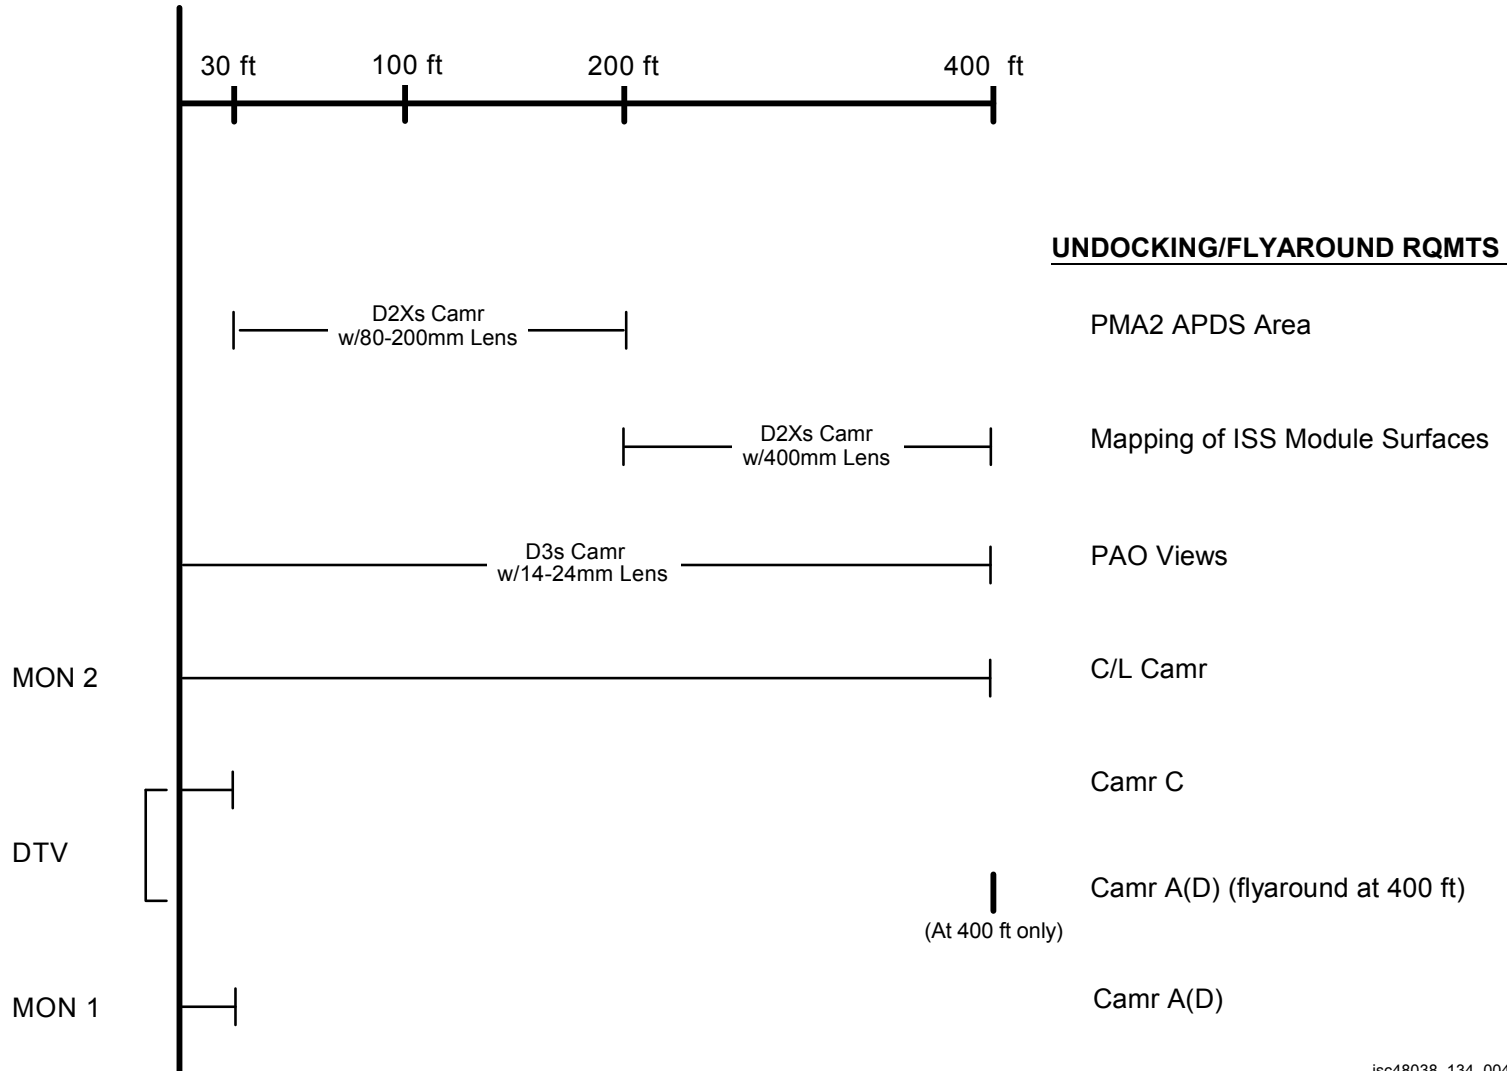 30 ft 100 ft 200 ft 400 ft
UNDOCKING/FLYAROUND RQMTS
D2Xs Camr
w/80-200mm Lens
PMA2 APDS Area
D2Xs Camr
w/400mm Lens
Mapping of ISS Module Surfaces
D3s Camr
w/14-24mm Lens
PAO Views
MON 2
C/L Camr
Camr C
DTV
Camr A(D) (flyaround at 400 ft)
(At 400 ft only)
MON 1
Camr A(D)
jsc48038_134_004